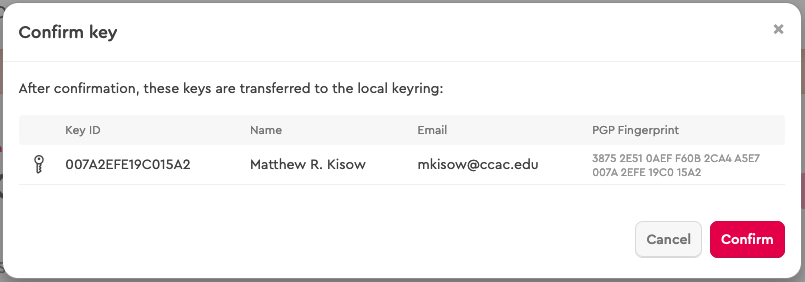 Confirm key
×
After confirmation, these keys are transferred to the local keyring:
Key ID Name Email PGP Fingerprint
007A2EFE19C015A2 Matthew R. Kisow mkisow@ccac.edu 3875 2E51 0AEF F60B 2CA4 A5E7
007A 2EFE 19C0 15A2
Cancel Confirm